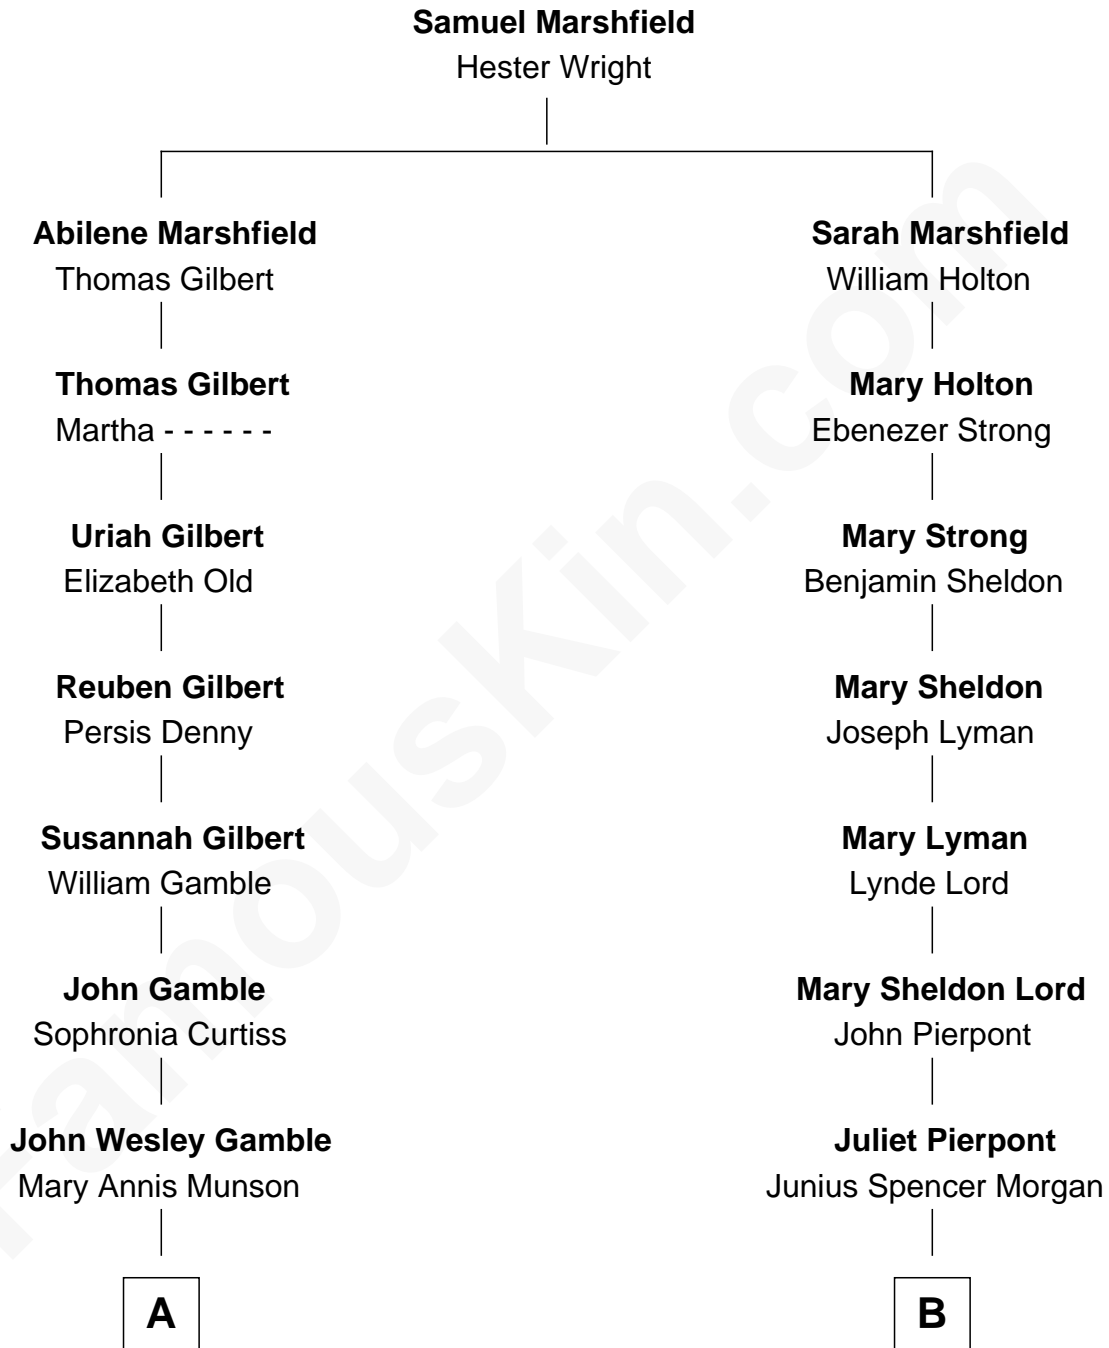 Samuel Marshfield
Hester Wright
Abilene Marshfield
Thomas Gilbert
Sarah Marshfield
William Holton
Thomas Gilbert
Martha - - - - - -
Mary Holton
Ebenezer Strong
Uriah Gilbert
Elizabeth Old
Mary Strong
Benjamin Sheldon
Reuben Gilbert
Persis Denny
Mary Sheldon
Joseph Lyman
Susannah Gilbert
William Gamble
Mary Lyman
Lynde Lord
John Gamble
Sophronia Curtiss
Mary Sheldon Lord
John Pierpont
John Wesley Gamble
Mary Annis Munson
Juliet Pierpont
Junius Spencer Morgan
A
B
FamousKin.com